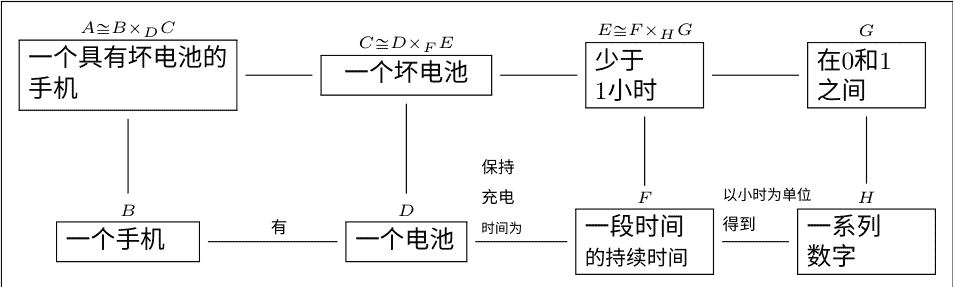 A≅B×_D C
一个具有坏电池的
手机
C≅D×_F E
一个坏电池
E≅F×_H G
少于
1小时
G
在0和1
之间
B
一个手机
有
D
一个电池
保持
充电
时间为
F
一段时间
的持续时间
以小时为单位
得到
H
一系列
数字